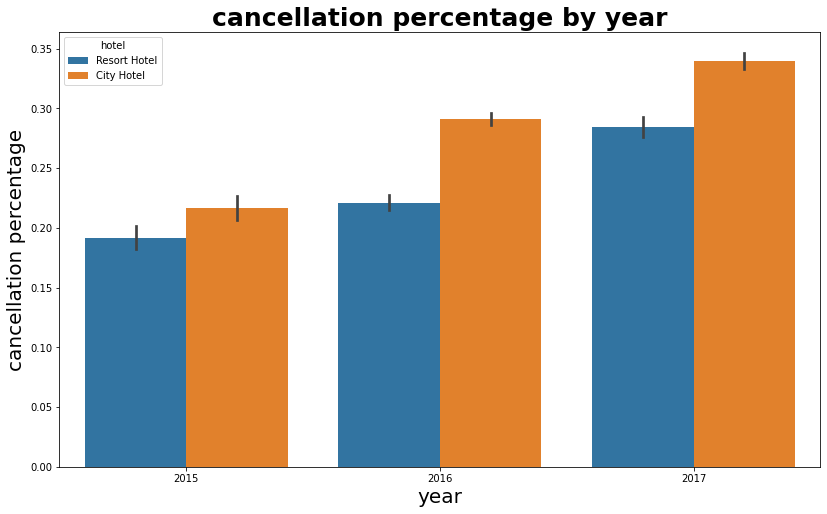 cancellation percentage by year
hotel
Resort Hotel
City Hotel
cancellation percentage
0.35
0.30
0.25
0.20
0.15
0.10
0.05
0.00
2015
2016
2017
year